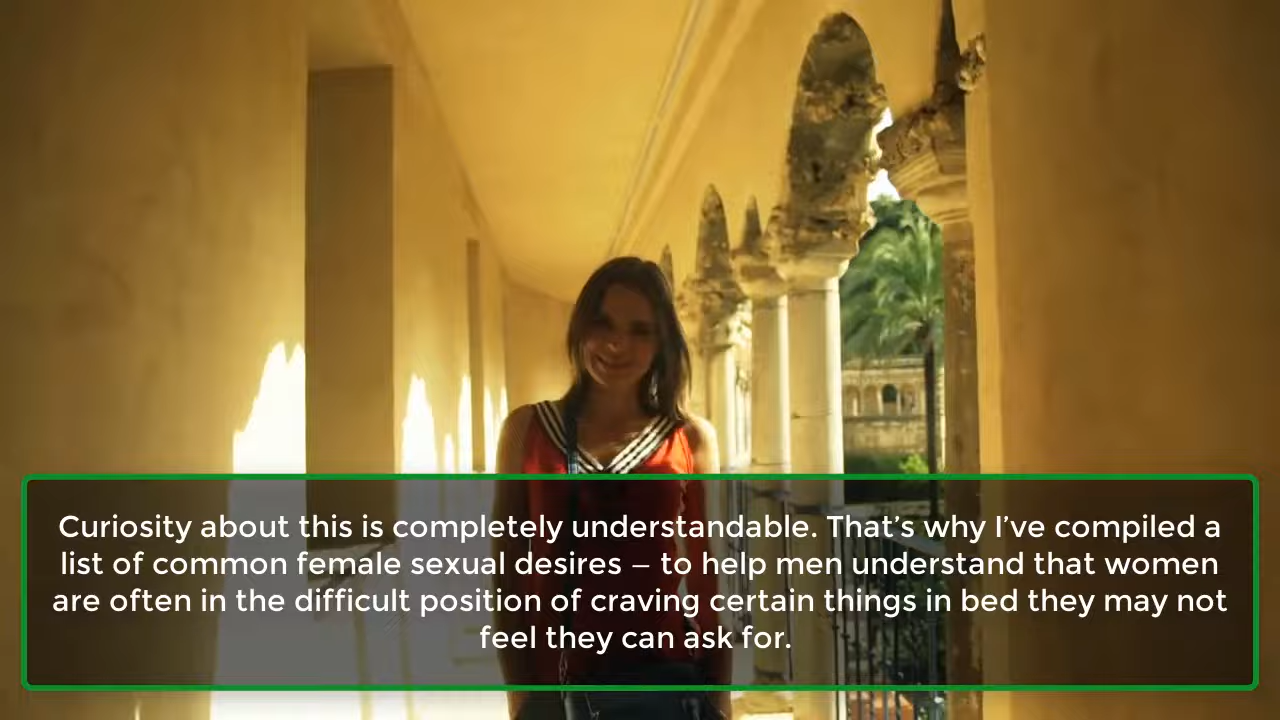 Curiosity about this is completely understandable. That’s why I’ve compiled a
list of common female sexual desires – to help men understand that women
are often in the difficult position of craving certain things in bed they may not
feel they can ask for.